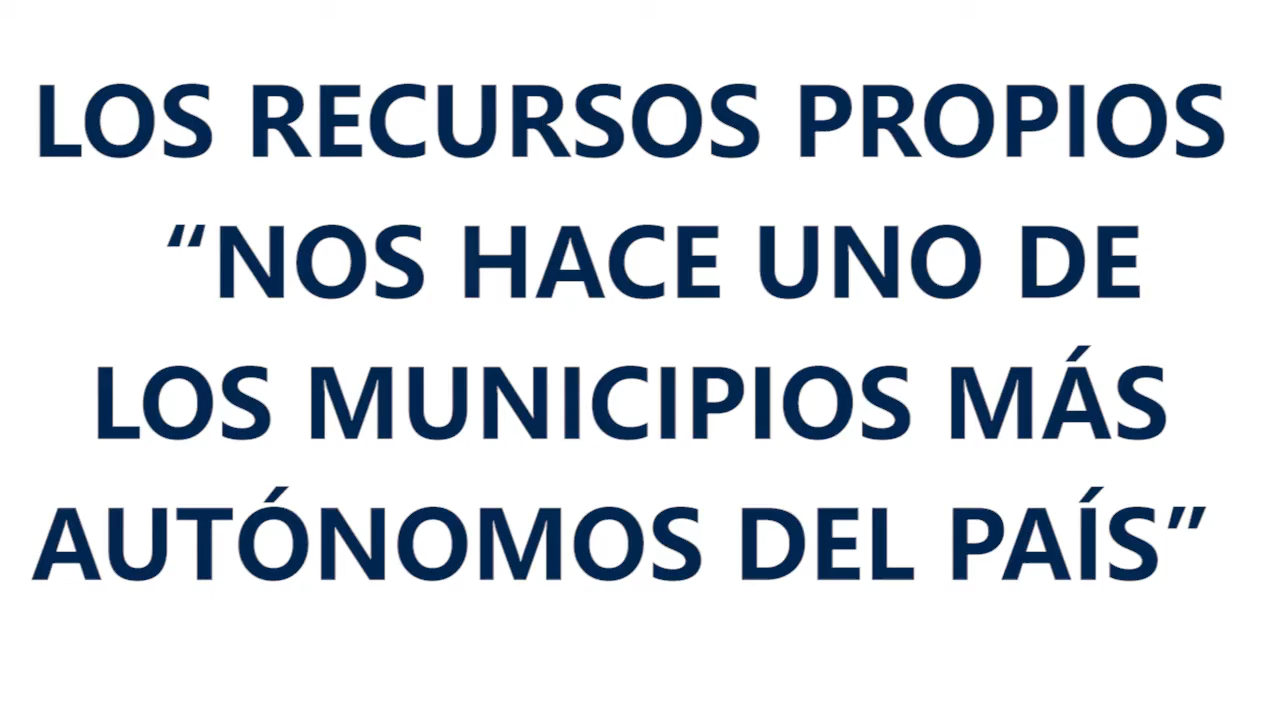 LOS RECURSOS PROPIOS
“NOS HACE UNO DE
LOS MUNICIPIOS MÁS
AUTÓNOMOS DEL PAÍS”